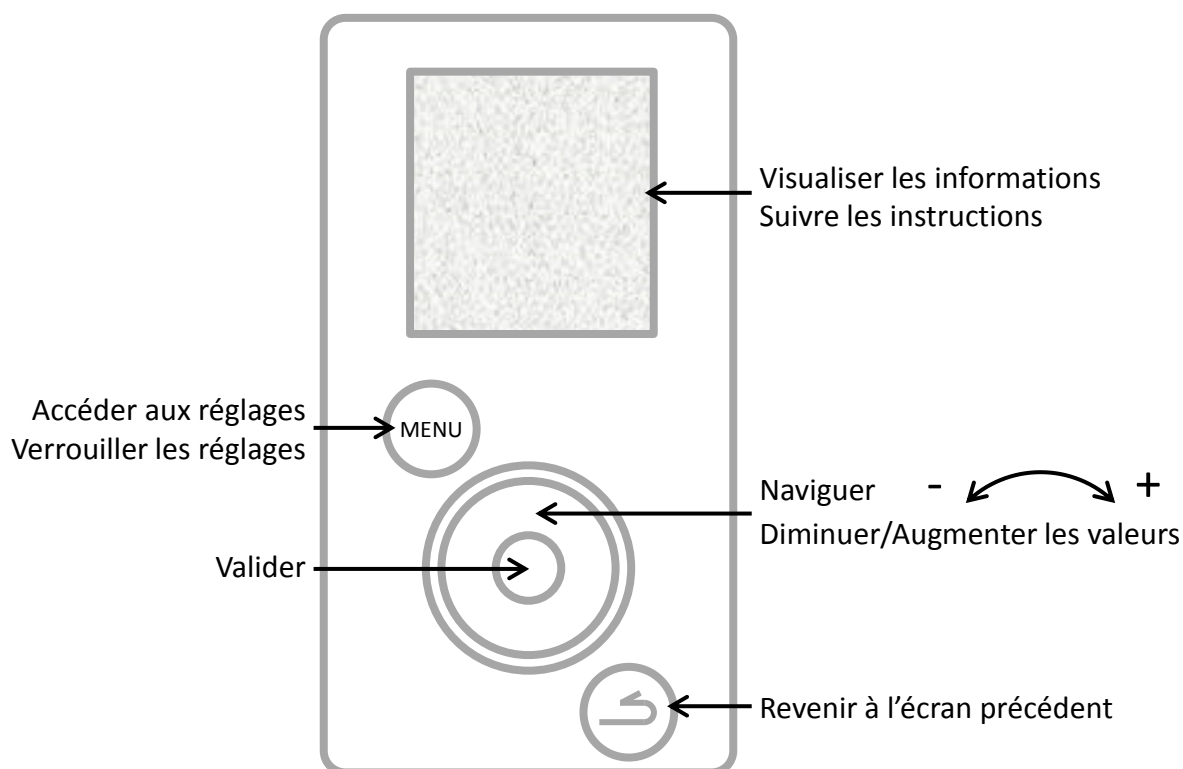 Visualiser les informations
Suivre les instructions
Accéder aux réglages
Verrouiller les réglages
MENU
Naviguer - +
Diminuer/Augmenter les valeurs
Valider
Revenir à l’écran précédent